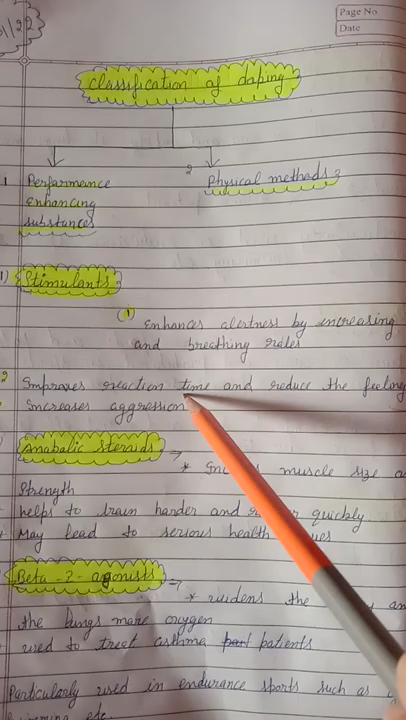 Page No
Date
1/22
Classification of doping
1 Performance
enhancing
substances
2 Physical methods
1) Stimulants
(1) Enhances alertness by increasing
and breathing rates
2 Improves reaction time and reduce the feeling
Increases aggression
Anabolic Steroids →
* muscle size
strength
helps to train harder and quickly.
May lead to serious health
Beta-2-agonists ⇒
* widens the
the lungs more oxygen
used to treat asthma patients
Particularly used in endurance sports such as
etc.